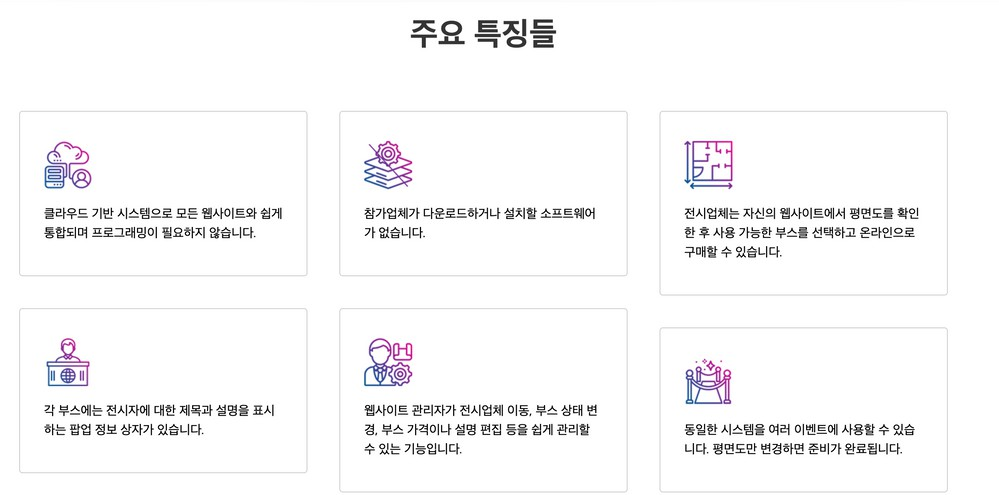 주요 특징들
클라우드 기반 시스템으로 모든 웹사이트와 쉽게
통합되며 프로그래밍이 필요하지 않습니다.
참가업체가 다운로드하거나 설치할 소프트웨어
가 없습니다.
전시업체는 자신의 웹사이트에서 평면도를 확인
한 후 사용 가능한 부스를 선택하고 온라인으로
구매할 수 있습니다.
각 부스에는 전시자에 대한 제목과 설명을 표시
하는 팝업 정보 상자가 있습니다.
웹사이트 관리자가 전시업체 이동, 부스 상태 변
경, 부스 가격이나 설명 편집 등을 쉽게 관리할
수 있는 기능입니다.
동일한 시스템을 여러 이벤트에 사용할 수 있습
니다. 평면도만 변경하면 준비가 완료됩니다.